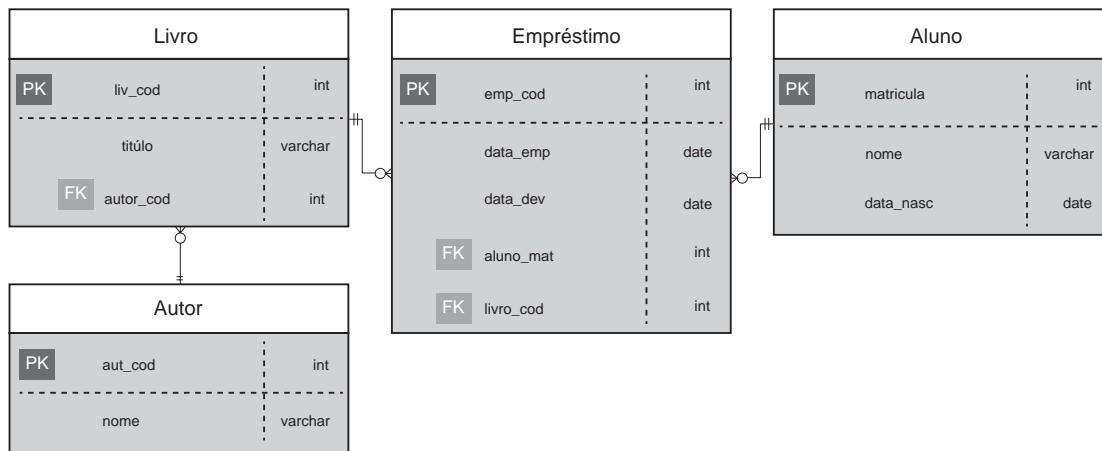 Livro
PK liv_cod int
titúlo varchar
FK autor_cod int
Empréstimo
PK emp_cod int
data_emp date
data_dev date
FK aluno_mat int
FK livro_cod int
Aluno
PK matricula int
nome varchar
data_nasc date
Autor
PK aut_cod int
nome varchar